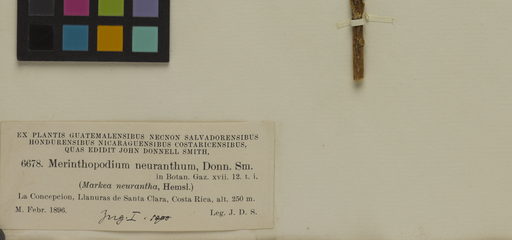 EX PLANTIS GUATEMALENSIBUS NECNON SALVADORENSIBUS
HONDURENSIBUS NICARAGUENSIBUS COSTARICENSIBUS,
QUAS EDIDIT JOHN DONNELL SMITH.
6678. Merinthopodium neuranthum, Donn. Sm.
in Botan. Gaz. xvii. 12. t. i.
(Markea neurantha, Hemsl.)
La Concepcion, Llanuras de Santa Clara, Costa Rica, alt. 250 m.
M. Febr. 1896. Leg. J. D. S.